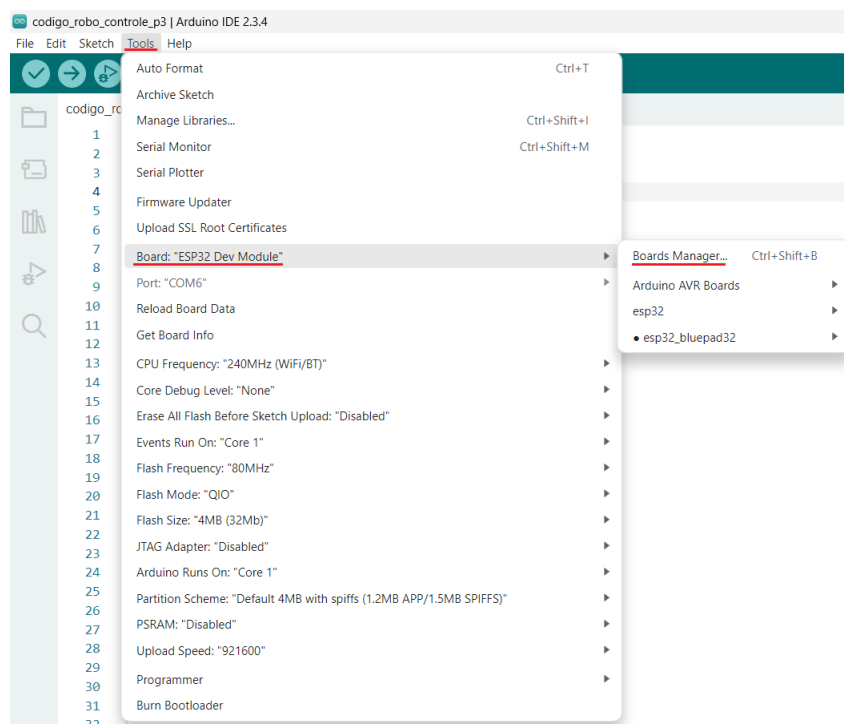 codigo_robo_controle_p3 | Arduino IDE 2.3.4
File Edit Sketch Tools Help
codigo_ro
Auto Format Ctrl+T
Archive Sketch
Manage Libraries... Ctrl+Shift+I
Serial Monitor Ctrl+Shift+M
Serial Plotter
Firmware Updater
Upload SSL Root Certificates
Board: "ESP32 Dev Module"
Port: "COM6"
Reload Board Data
Get Board Info
CPU Frequency: "240MHz (WiFi/BT)"
Core Debug Level: "None"
Erase All Flash Before Sketch Upload: "Disabled"
Events Run On: "Core 1"
Flash Frequency: "80MHz"
Flash Mode: "QIO"
Flash Size: "4MB (32Mb)"
JTAG Adapter: "Disabled"
Arduino Runs On: "Core 1"
Partition Scheme: "Default 4MB with spiffs (1.2MB APP/1.5MB SPIFFS)"
PSRAM: "Disabled"
Upload Speed: "921600"
Programmer
Burn Bootloader
Boards Manager... Ctrl+Shift+B
Arduino AVR Boards
esp32
● esp32_bluepad32
1
2
3
4
5
6
7
8
9
10
11
12
13
14
15
16
17
18
19
20
21
22
23
24
25
26
27
28
29
30
31
32